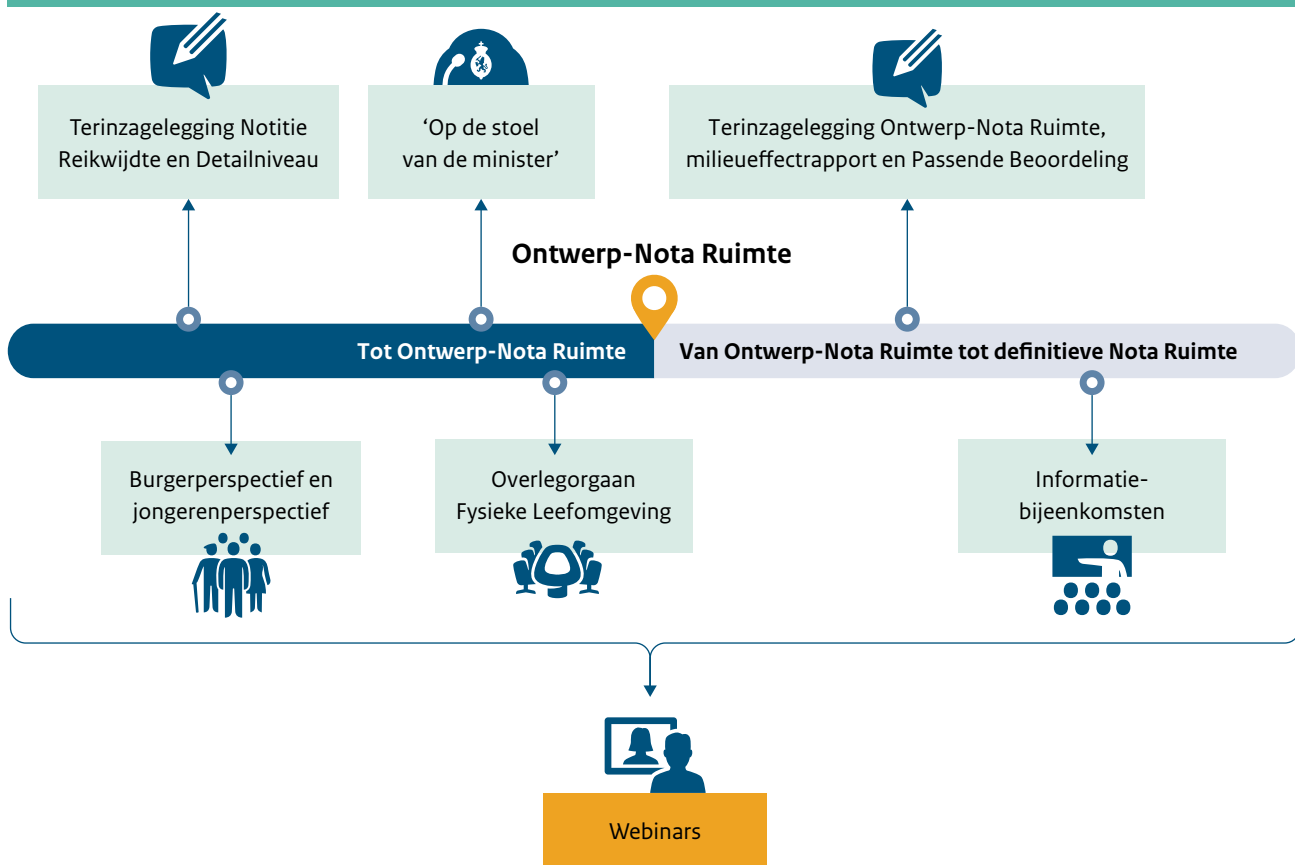 Terinzagelegging Notitie
Reikwijdte en Detailniveau
‘Op de stoel
van de minister’
Terinzagelegging Ontwerp-Nota Ruimte,
milieueffectrapport en Passende Beoordeling
Ontwerp-Nota Ruimte
Tot Ontwerp-Nota Ruimte
Van Ontwerp-Nota Ruimte tot definitieve Nota Ruimte
Burgerperspectief en
jongerenperspectief
Overlegorgaan
Fysieke Leefomgeving
Informatie-
bijeenkomsten
Webinars